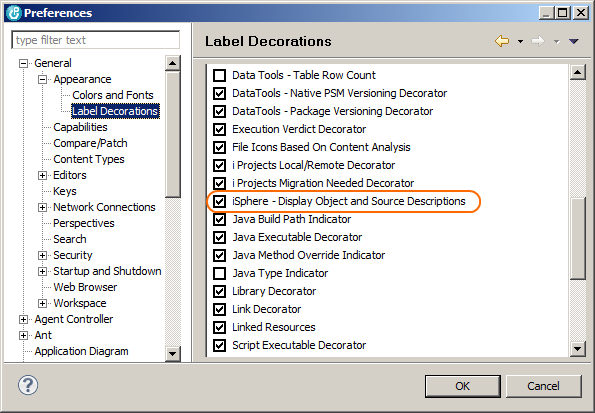 Preferences
type filter text
General
Appearance
Colors and Fonts
Label Decorations
Capabilities
Compare/Patch
Content Types
Editors
Keys
Network Connections
Perspectives
Search
Security
Startup and Shutdown
Web Browser
Workspace
Agent Controller
Ant
Application Diagram
Label Decorations
Data Tools - Table Row Count
DataTools - Native PSM Versioning Decorator
DataTools - Package Versioning Decorator
Execution Verdict Decorator
File Icons Based On Content Analysis
i Projects Local/Remote Decorator
i Projects Migration Needed Decorator
iSphere - Display Object and Source Descriptions
Java Build Path Indicator
Java Executable Decorator
Java Method Override Indicator
Java Type Indicator
Library Decorator
Link Decorator
Linked Resources
Script Executable Decorator
OK
Cancel